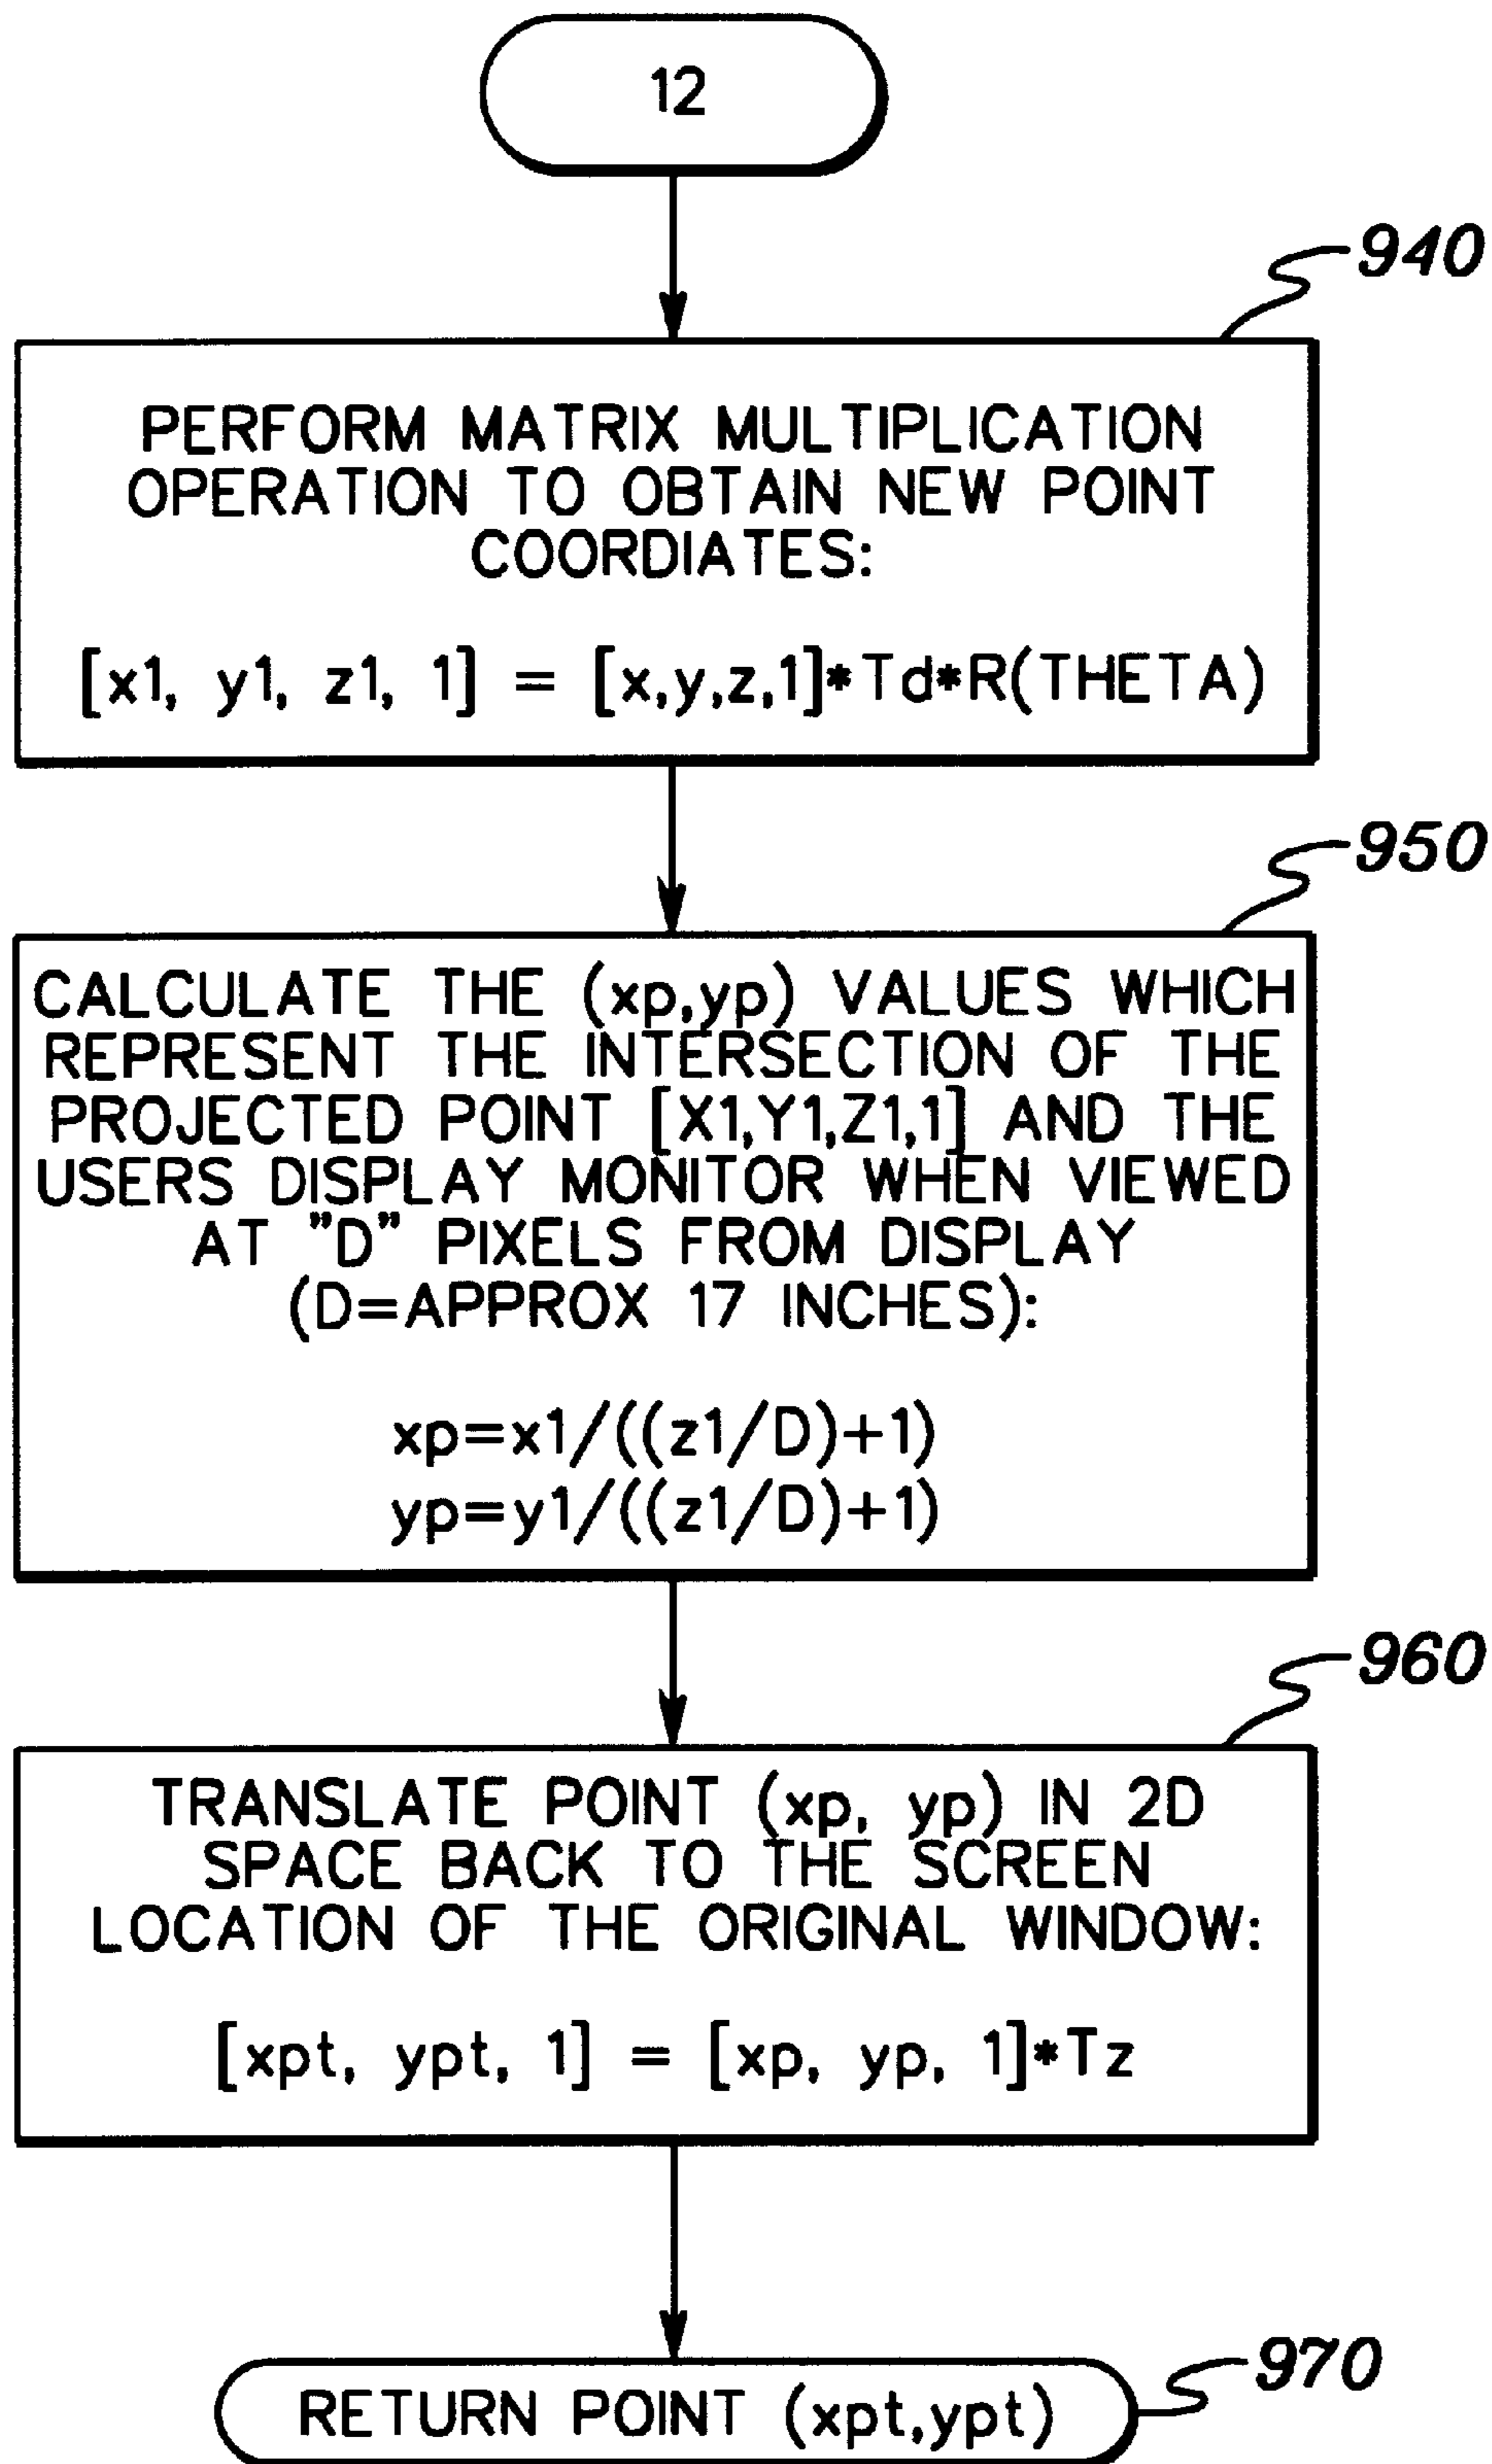 12
940
PERFORM MATRIX MULTIPLICATION
OPERATION TO OBTAIN NEW POINT
COORDIATES:
[x1, y1, z1, 1] = [x,y,z,1]*Td*R(THETA)
950
CALCULATE THE (xp,yp) VALUES WHICH
REPRESENT THE INTERSECTION OF THE
PROJECTED POINT [X1,Y1,Z1,1] AND THE
USERS DISPLAY MONITOR WHEN VIEWED
AT "D" PIXELS FROM DISPLAY
(D=APPROX 17 INCHES):
xp=x1/((z1/D)+1)
yp=y1/((z1/D)+1)
960
TRANSLATE POINT (xp, yp) IN 2D
SPACE BACK TO THE SCREEN
LOCATION OF THE ORIGINAL WINDOW:
[xpt, ypt, 1] = [xp, yp, 1]*Tz
970
RETURN POINT (xpt,ypt)